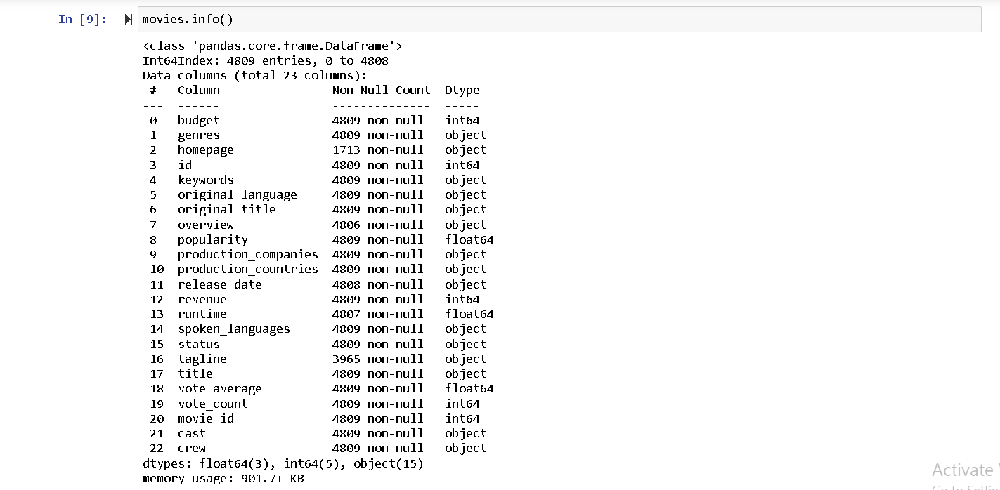 In [9]: movies.info()
<class 'pandas.core.frame.DataFrame'>
Int64Index: 4809 entries, 0 to 4808
Data columns (total 23 columns):
 #   Column                Non-Null Count  Dtype
---  ------                --------------  -----
 0   budget                4809 non-null   int64
 1   genres                4809 non-null   object
 2   homepage              1713 non-null   object
 3   id                    4809 non-null   int64
 4   keywords              4809 non-null   object
 5   original_language     4809 non-null   object
 6   original_title        4809 non-null   object
 7   overview              4806 non-null   object
 8   popularity            4809 non-null   float64
 9   production_companies  4809 non-null   object
 10  production_countries  4809 non-null   object
 11  release_date          4808 non-null   object
 12  revenue               4809 non-null   int64
 13  runtime               4807 non-null   float64
 14  spoken_languages      4809 non-null   object
 15  status                4809 non-null   object
 16  tagline               3965 non-null   object
 17  title                 4809 non-null   object
 18  vote_average          4809 non-null   float64
 19  vote_count            4809 non-null   int64
 20  movie_id              4809 non-null   int64
 21  cast                  4809 non-null   object
 22  crew                  4809 non-null   object
dtypes: float64(3), int64(5), object(15)
memory usage: 901.7+ KB
Activate
Go to